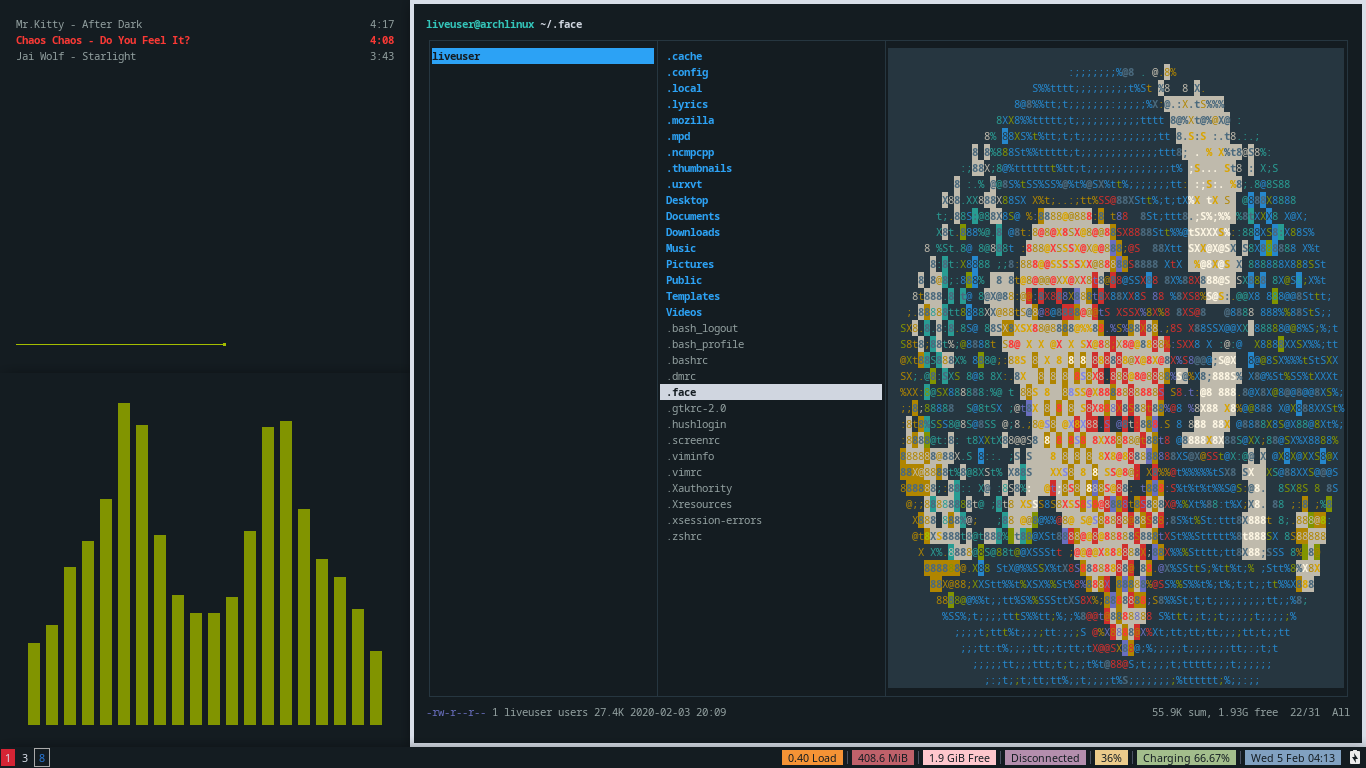 Mr.Kitty - After Dark 4:17
Chaos Chaos - Do You Feel It? 4:08
Jai Wolf - Starlight 3:43
liveuser@archlinux ~/.face
liveuser
.cache
.config
.local
.lyrics
.mozilla
.mpd
.ncmpcpp
.thumbnails
.urxvt
Desktop
Documents
Downloads
Music
Pictures
Public
Templates
Videos
.bash_logout
.bash_profile
.bashrc
.dmrc
.face
.gtkrc-2.0
.hushlogin
.screenrc
.viminfo
.vimrc
.Xauthority
.Xresources
.xsession-errors
.zshrc
-rw-r--r-- 1 liveuser users 27.4K 2020-02-03 20:09 55.9K sum, 1.93G free 22/31 All
1 3 8 0.40 Load 408.6 MiB 1.9 GiB Free Disconnected 36% Charging 66.67% Wed 5 Feb 04:13